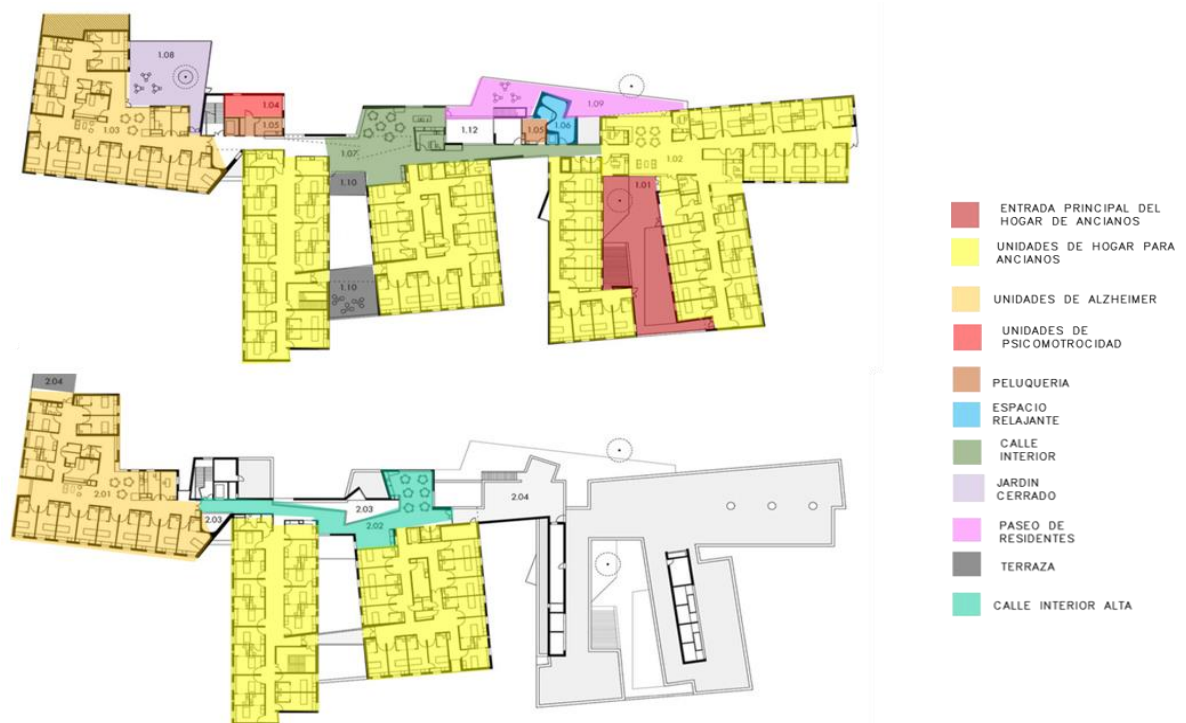 1.08
1.04
1.03
1.05
1.09
1.12
1.05
1.06
1.07
1.02
1.10
1.01
1.10
2.04
2.01
2.04
2.03
2.03
2.02
ENTRADA PRINCIPAL DEL
HOGAR DE ANCIANOS
UNIDADES DE HOGAR PARA
ANCIANOS
UNIDADES DE ALZHEIMER
UNIDADES DE
PSICOMOTROCIDAD
PELUQUERIA
ESPACIO
RELAJANTE
CALLE
INTERIOR
JARDIN
CERRADO
PASEO DE
RESIDENTES
TERRAZA
CALLE INTERIOR ALTA